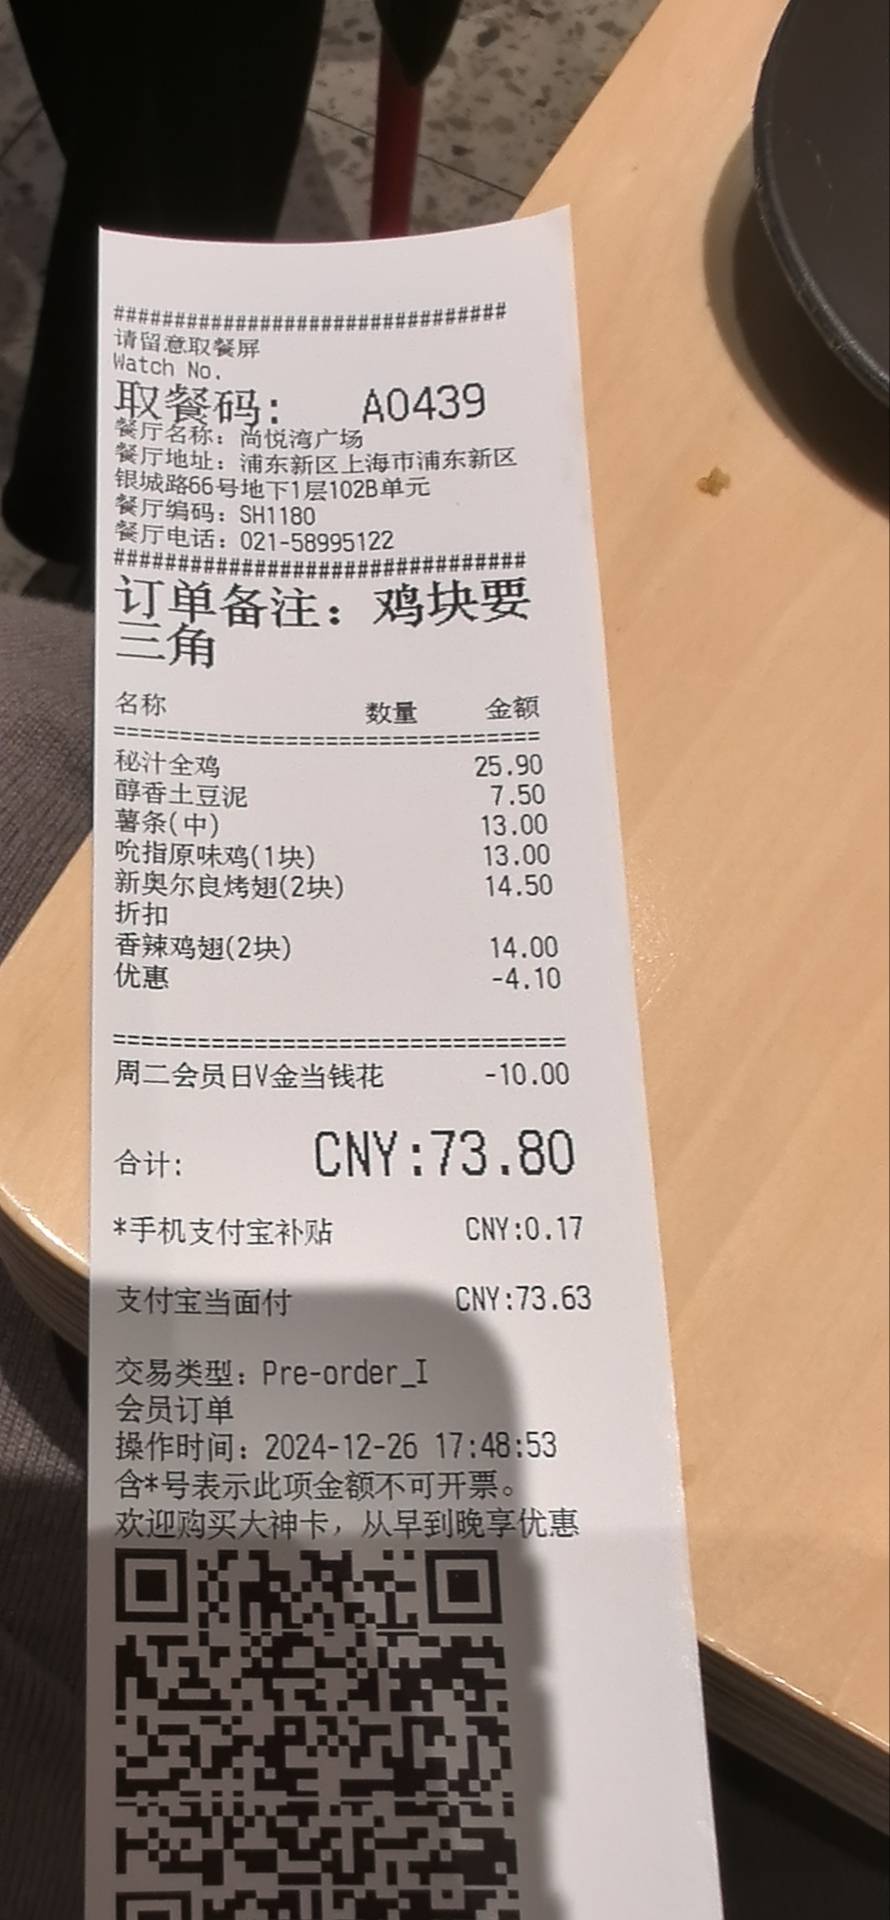 ################################
请留意取餐屏
Watch No.
取餐码: A0439
餐厅名称：尚悦湾广场
餐厅地址：浦东新区上海市浦东新区
银城路66号地下1层102B单元
餐厅编码：SH1180
餐厅电话：021-58995122
################################
订单备注：鸡块要
三角
名称 数量 金额
================================
秘汁全鸡 25.90
醇香土豆泥 7.50
薯条(中) 13.00
吮指原味鸡(1块) 13.00
新奥尔良烤翅(2块) 14.50
折扣
香辣鸡翅(2块) 14.00
优惠 -4.10
================================
周二会员日V金当钱花 -10.00
合计: CNY:73.80
*手机支付宝补贴 CNY:0.17
支付宝当面付 CNY:73.63
交易类型：Pre-order_I
会员订单
操作时间：2024-12-26 17:48:53
含*号表示此项金额不可开票。
欢迎购买大神卡，从早到晚享优惠